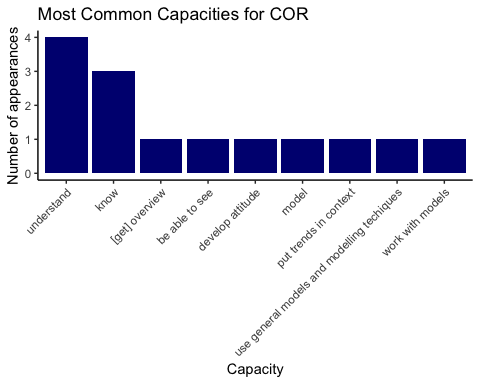 Most Common Capacities for COR
Number of appearances
4
3
2
1
0
understand
know
[get] overview
be able to see
develop attitude
model
put trends in context
use general models and modelling techiques
work with models
Capacity